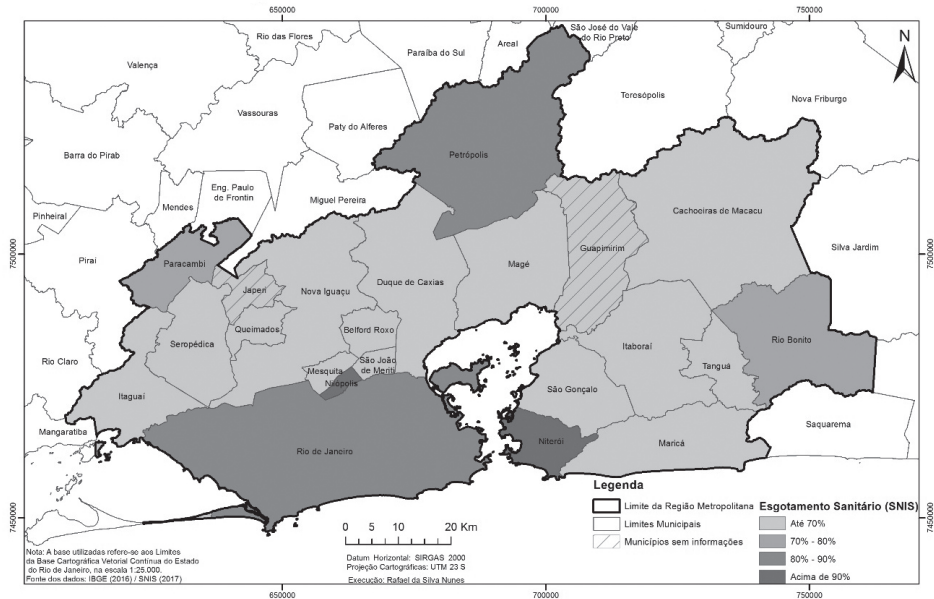 650000
700000
750000
Rio das Flores
Paraíba do Sul
Areal
São José do Vale
do Rio Preto
Sumidouro
N
Valença
Vassouras
Paty do Alferes
Teresópolis
Nova Friburgo
Barra do Pirab
Petrópolis
Pinheiral
Mendes
Eng. Paulo
de Frontin
Miguel Pereira
Cachoeiras de Macacu
7500000
Piraí
Paracambi
Japeri
Nova Iguaçu
Duque de Caxias
Magé
Guapimirim
Silva Jardim
7500000
Rio Claro
Seropédica
Queimados
Belford Roxo
Mesquita
São João
de Meriti
Nilópolis
Itaboraí
Tanguá
Rio Bonito
Itaguaí
São Gonçalo
Mangaratiba
Rio de Janeiro
Niterói
Maricá
Saquarema
7450000
7450000
Legenda
Limite da Região Metropolitana
Limites Municipais
Municípios sem informações
Esgotamento Sanitário (SNIS)
Até 70%
70% - 80%
80% - 90%
Acima de 90%
0 5 10 20 Km
Datum Horizontal: SIRGAS 2000
Projeção Cartográficas: UTM 23 S
Execução: Rafael da Silva Nunes
Nota: A base utilizadas refere-se aos Limites
da Base Cartográfica Vetorial Contínua do Estado
do Rio de Janeiro, na escala 1:25.000.
Fonte dos dados: IBGE (2016) / SNIS (2017)
650000
700000
750000